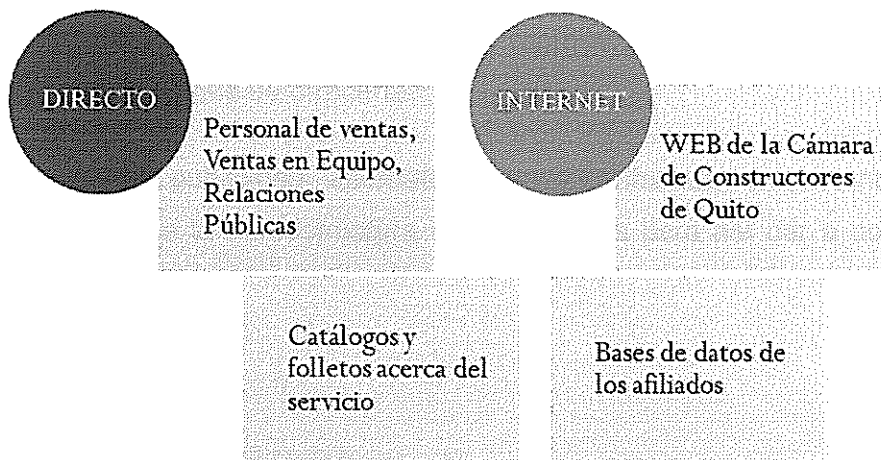 DIRECTO
Personal de ventas,
Ventas en Equipo,
Relaciones
Públicas
Catálogos y
folletos acerca del
servicio
INTERNET
WEB de la Cámara
de Constructores
de Quito
Bases de datos de
los afiliados